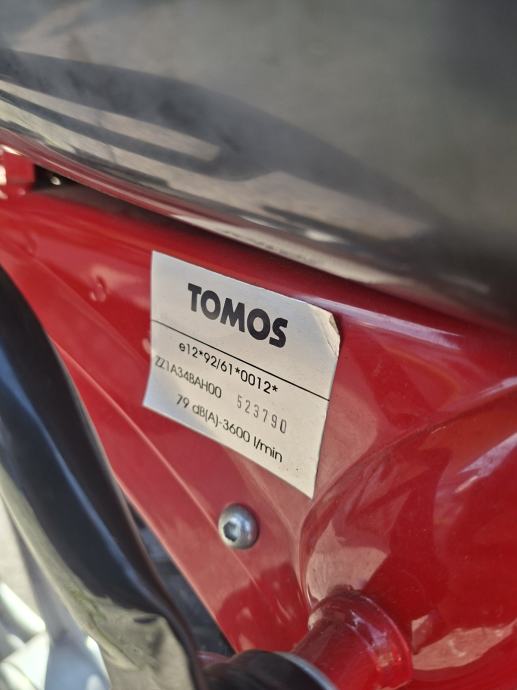 TOMOS
e12*92/61*0012*
ZZ1A34BAH00 523790
79 dB(A)-3600 l/min